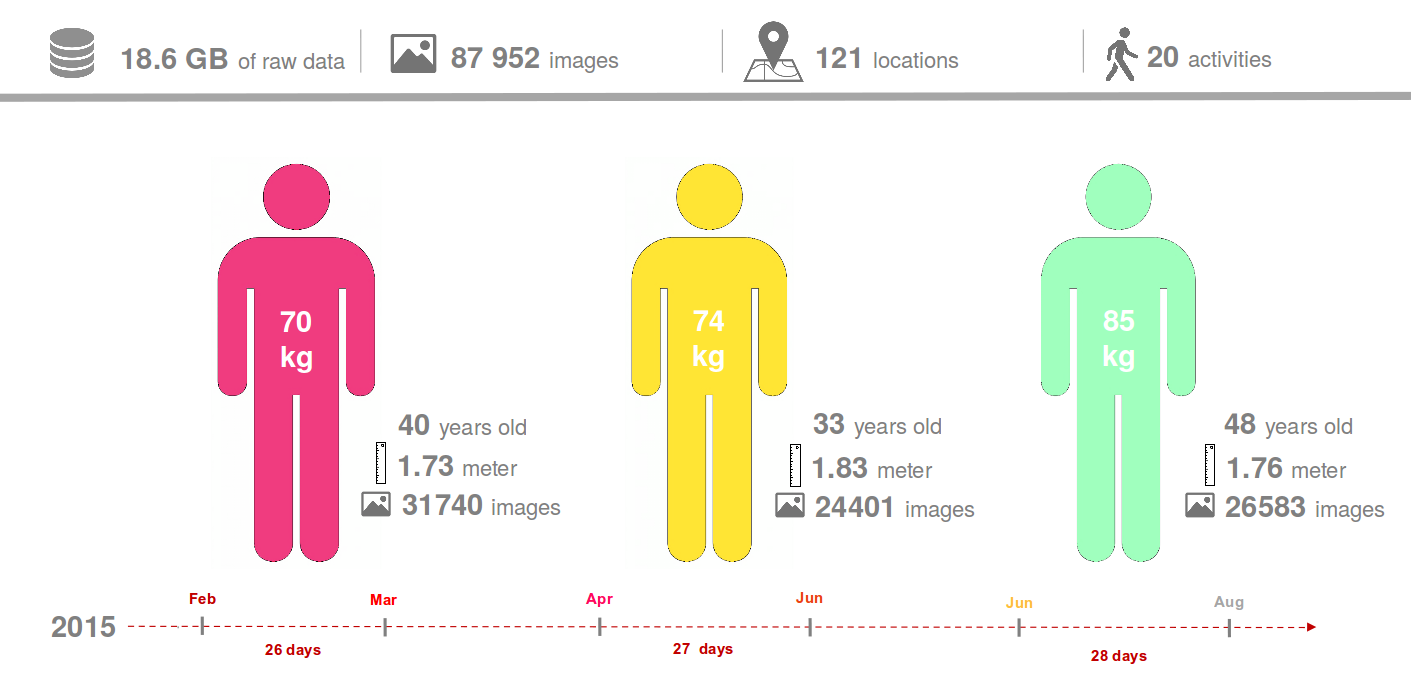 18.6 GB of raw data
87 952 images
121 locations
20 activities
70
kg
40 years old
1.73 meter
31740 images
74
kg
33 years old
1.83 meter
24401 images
85
kg
48 years old
1.76 meter
26583 images
2015
Feb
Mar
Apr
Jun
Jun
Aug
26 days
27 days
28 days